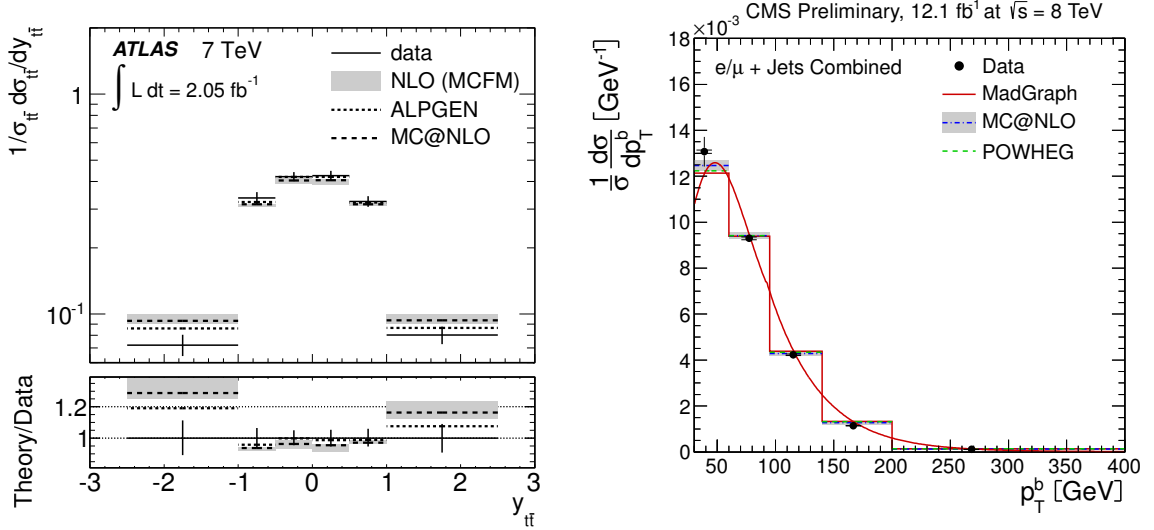 ATLAS 7 TeV
∫ L dt = 2.05 fb⁻¹
data
NLO (MCFM)
ALPGEN
MC@NLO
1/σ_tt̄ dσ_tt̄/dy_tt̄
1
10⁻¹
Theory/Data
1.2
1
-3 -2 -1 0 1 2 3
y_tt̄
CMS Preliminary, 12.1 fb⁻¹ at √s = 8 TeV
×10⁻³
e/μ + Jets Combined
Data
MadGraph
MC@NLO
POWHEG
1/σ dσ/dp_T^b [GeV⁻¹]
18
16
14
12
10
8
6
4
2
0
50 100 150 200 250 300 350 400
p_T^b [GeV]